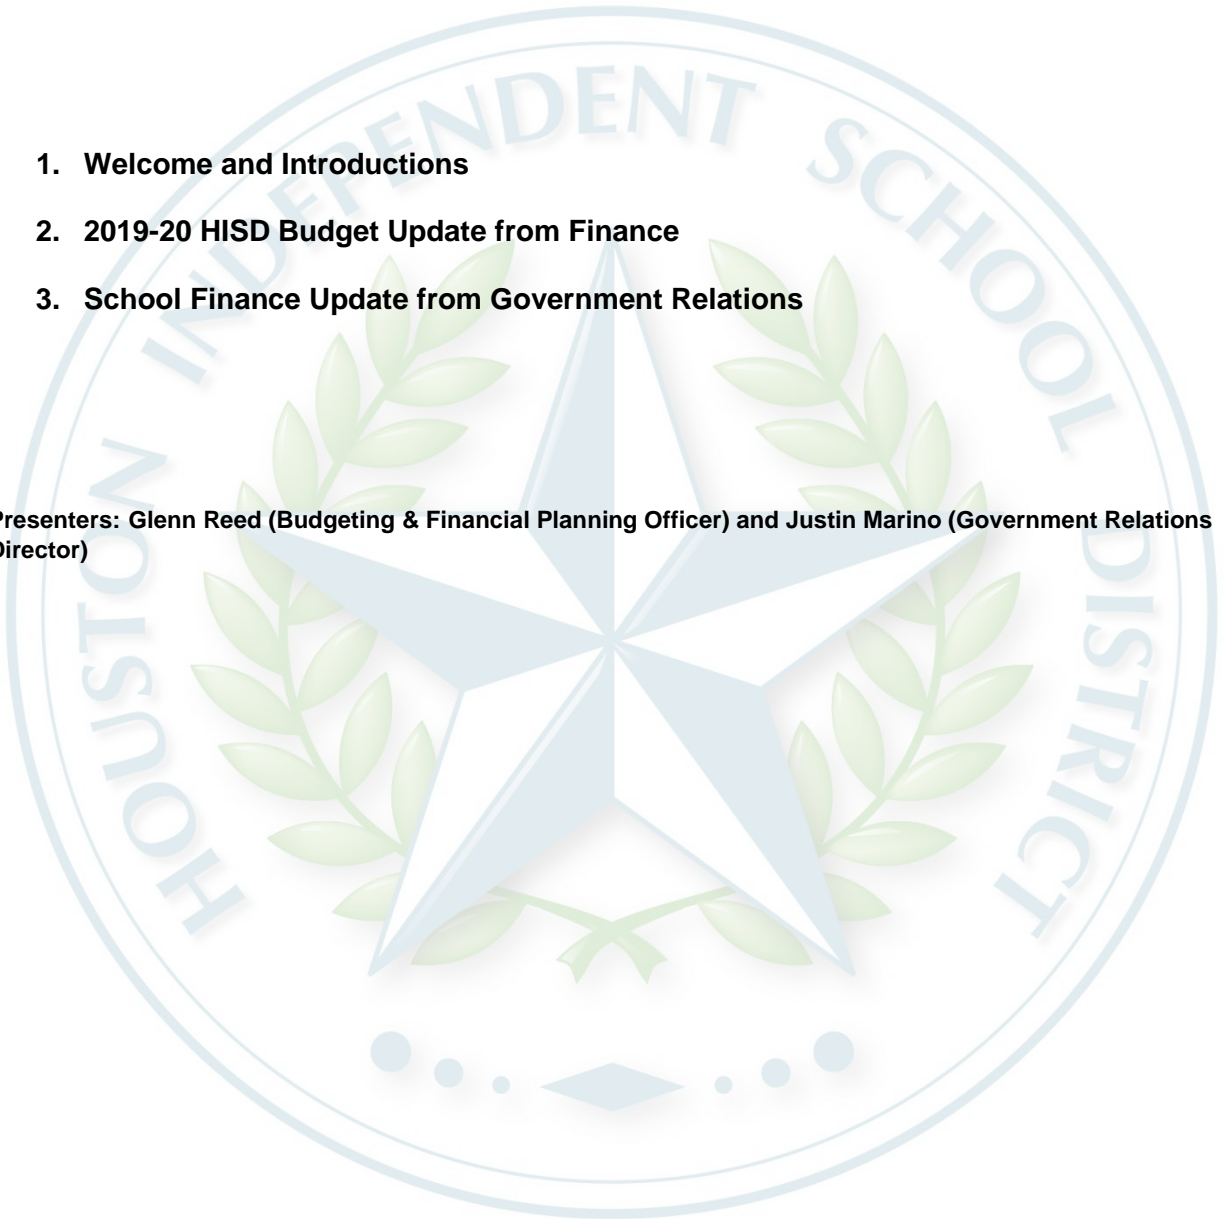 HOUSTON INDEPENDENT SCHOOL DISTRICT
1. Welcome and Introductions
2. 2019-20 HISD Budget Update from Finance
3. School Finance Update from Government Relations
Presenters: Glenn Reed (Budgeting & Financial Planning Officer) and Justin Marino (Government Relations
Director)